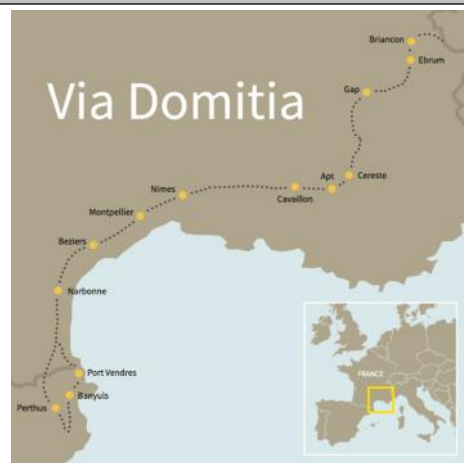 Via Domitia
Briancon
Ebrum
Gap
Apt
Cereste
Nimes
Cavaillon
Montpellier
Beziers
Narbonne
Port Vendres
Banyuls
Perthus
FRANCE